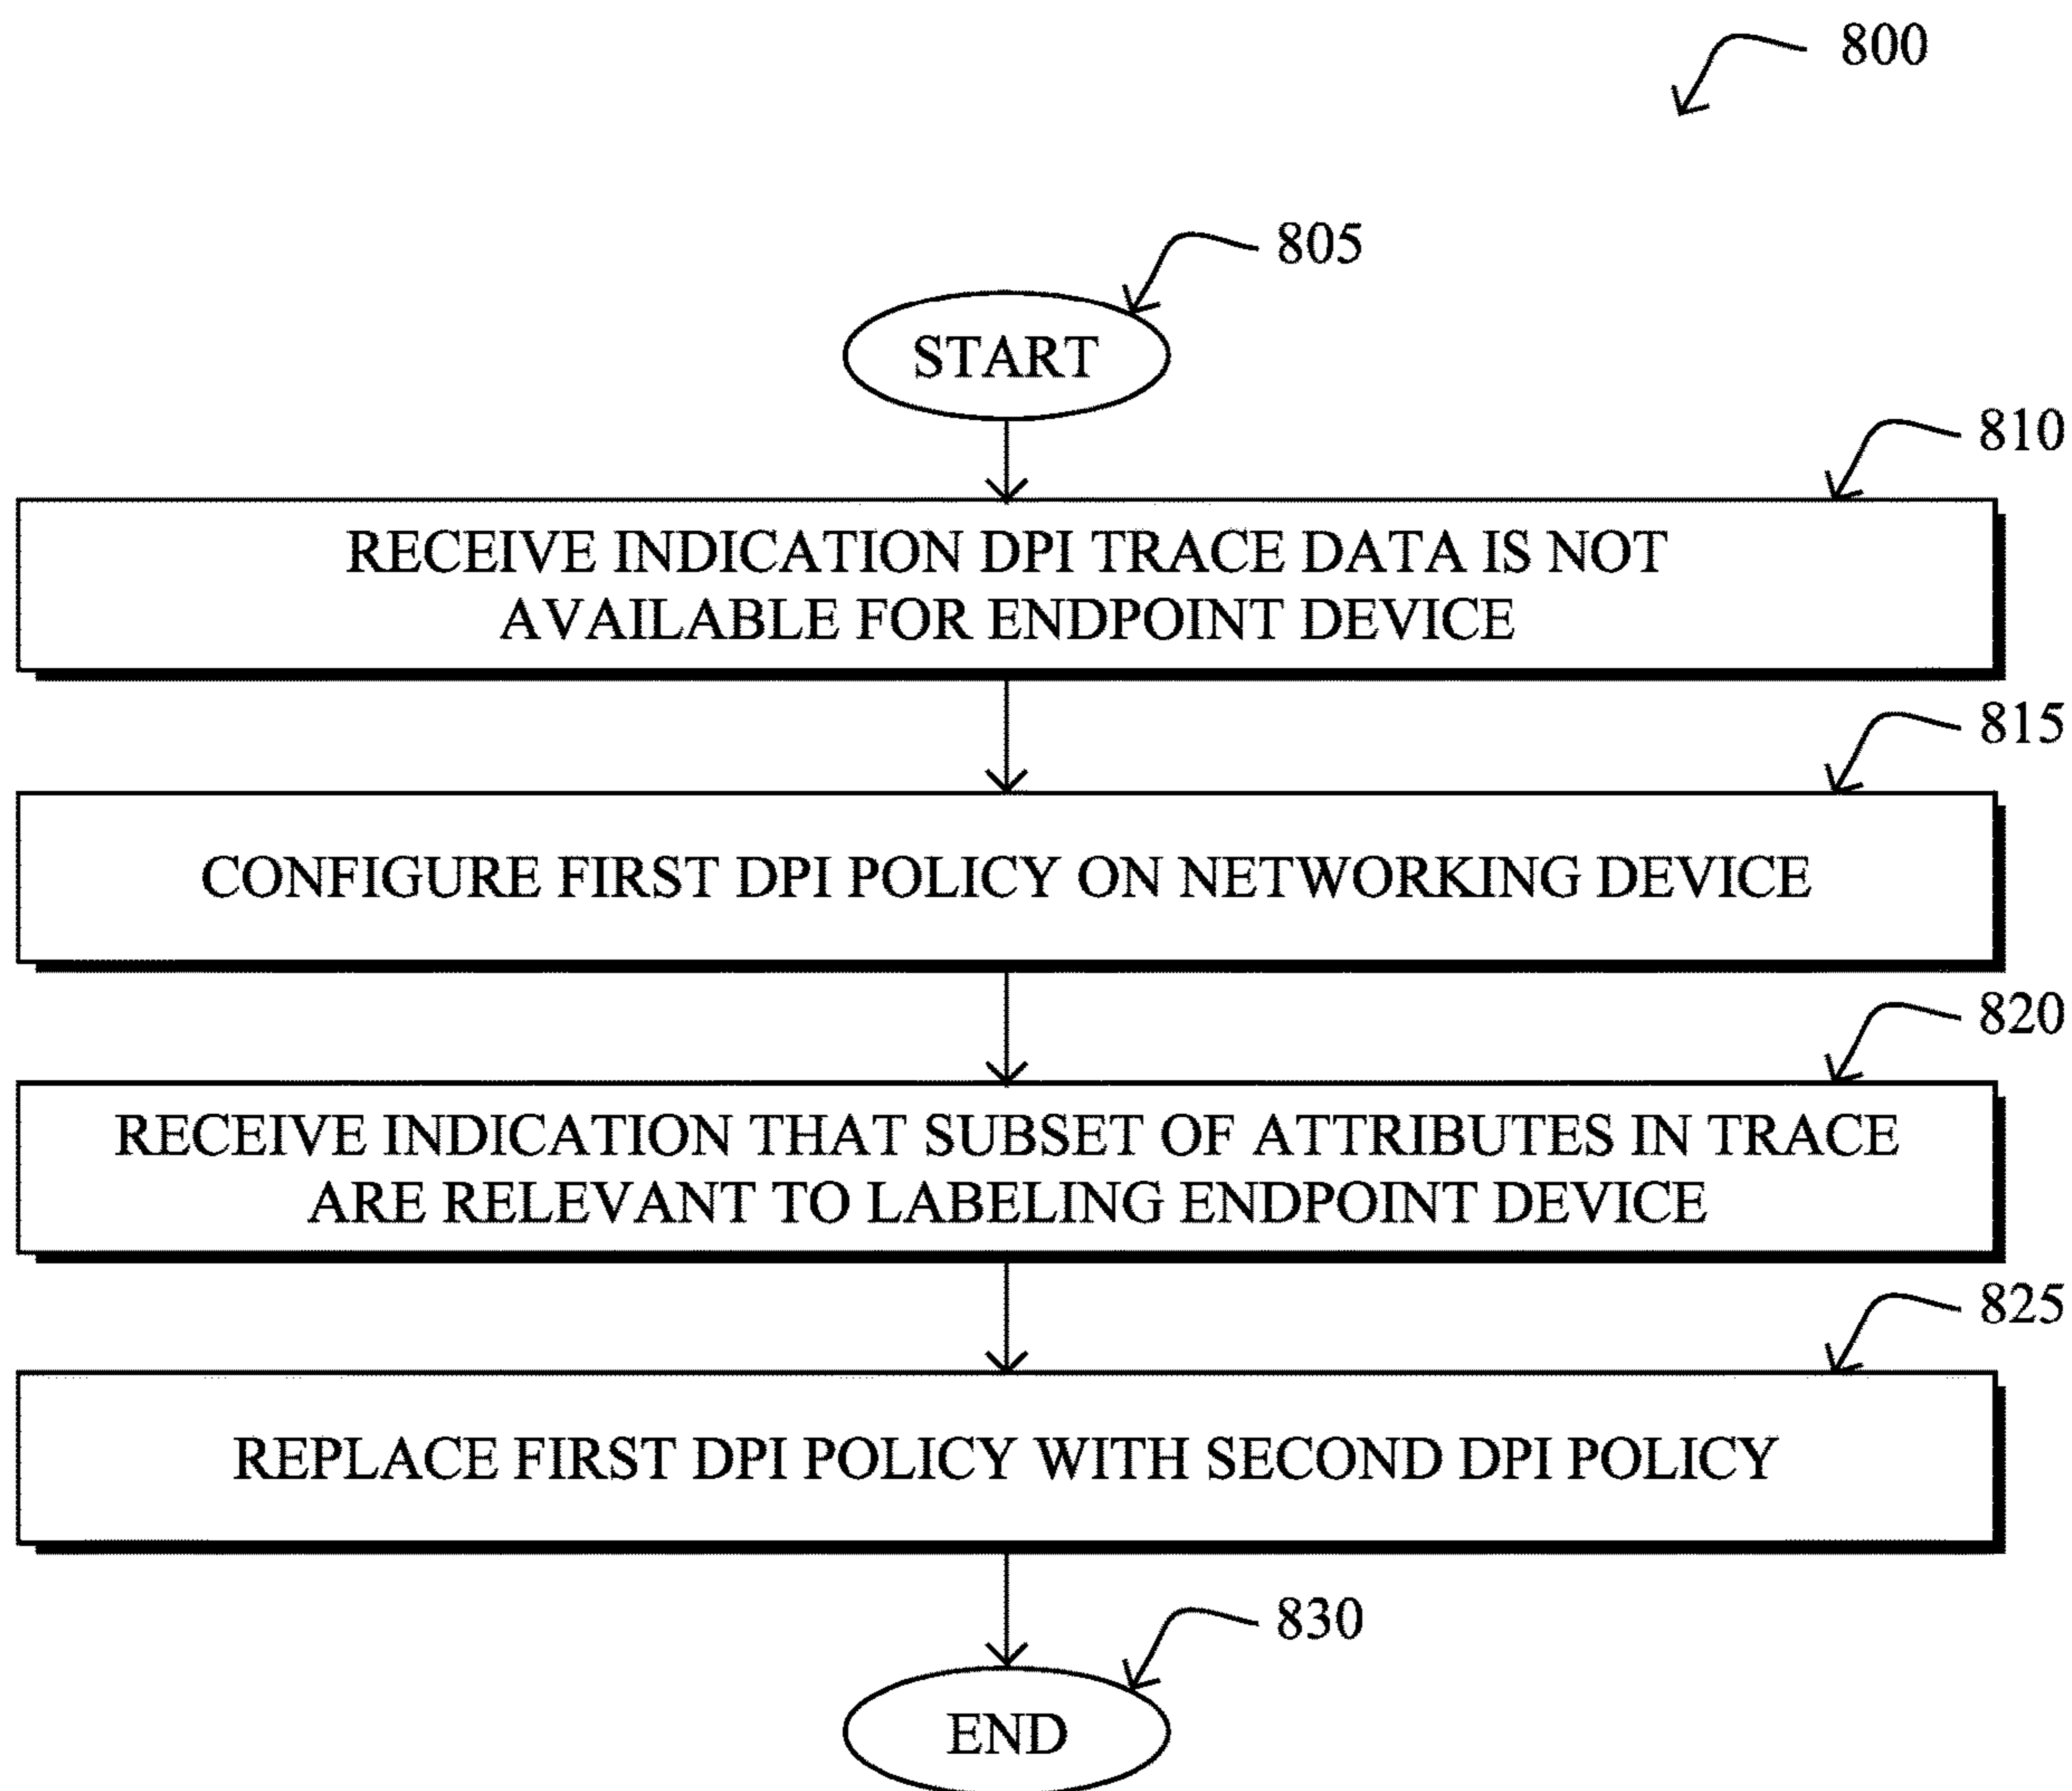 800
805
START
810
RECEIVE INDICATION DPI TRACE DATA IS NOT
AVAILABLE FOR ENDPOINT DEVICE
815
CONFIGURE FIRST DPI POLICY ON NETWORKING DEVICE
820
RECEIVE INDICATION THAT SUBSET OF ATTRIBUTES IN TRACE
ARE RELEVANT TO LABELING ENDPOINT DEVICE
825
REPLACE FIRST DPI POLICY WITH SECOND DPI POLICY
830
END